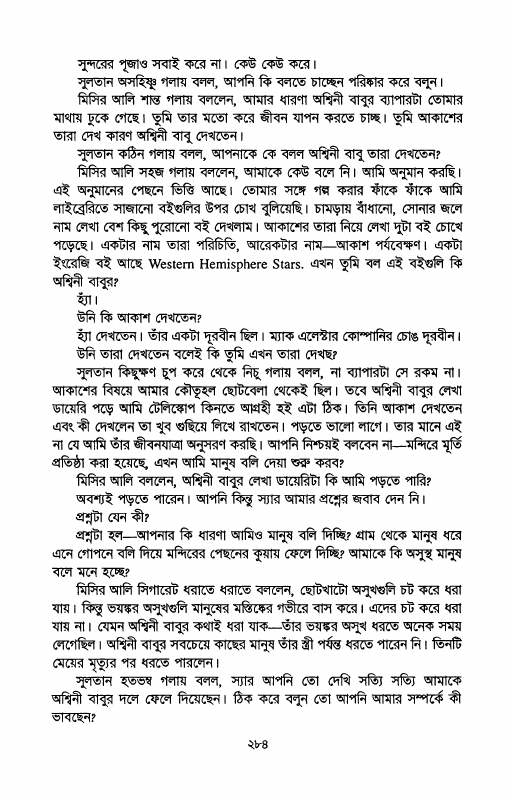 সুন্দরের পূজাও সবাই করে না। কেউ কেউ করে।
সুলতান অসহিষ্ণু গলায় বলল, আপনি কি বলতে চাচ্ছেন পরিষ্কার করে বলুন।
মিসির আলি শান্ত গলায় বললেন, আমার ধারণা অশ্বিনী বাবুর ব্যাপারটা তোমার
মাথায় ঢুকে গেছে। তুমি তার মতো করে জীবন যাপন করতে চাচ্ছ। তুমি আকাশের
তারা দেখ কারণ অশ্বিনী বাবু দেখতেন।
সুলতান কঠিন গলায় বলল, আপনাকে কে বলল অশ্বিনী বাবু তারা দেখতেন?
মিসির আলি সহজ গলায় বললেন, আমাকে কেউ বলে নি। আমি অনুমান করছি।
এই অনুমানের পেছনে ভিত্তি আছে। তোমার সঙ্গে গল্প করার ফাঁকে ফাঁকে আমি
লাইব্রেরিতে সাজানো বইগুলির উপর চোখ বুলিয়েছি। চামড়ায় বাঁধানো, সোনার জলে
নাম লেখা বেশ কিছু পুরোনো বই দেখলাম। আকাশের তারা নিয়ে লেখা দুটা বই চোখে
পড়েছে। একটার নাম তারা পরিচিতি, আরেকটার নাম—আকাশ পর্যবেক্ষণ। একটা
ইংরেজি বই আছে Western Hemisphere Stars. এখন তুমি বল এই বইগুলি কি
অশ্বিনী বাবুর?
হ্যাঁ।
উনি কি আকাশ দেখতেন?
হ্যাঁ দেখতেন। তাঁর একটা দূরবীন ছিল। ম্যাক এলেস্টার কোম্পানির চোঙ দূরবীন।
উনি তারা দেখতেন বলেই কি তুমি এখন তারা দেখছ?
সুলতান কিছুক্ষণ চুপ করে থেকে নিচু গলায় বলল, না ব্যাপারটা সে রকম না।
আকাশের বিষয়ে আমার কৌতূহল ছোটবেলা থেকেই ছিল। তবে অশ্বিনী বাবুর লেখা
ডায়েরি পড়ে আমি টেলিস্কোপ কিনতে আগ্রহী হই এটা ঠিক। তিনি আকাশ দেখতেন
এবং কী দেখলেন তা খুব গুছিয়ে লিখে রাখতেন। পড়তে ভালো লাগে। তার মানে এই
না যে আমি তাঁর জীবনযাত্রা অনুসরণ করছি। আপনি নিশ্চয়ই বলবেন না—মন্দিরে মূর্তি
প্রতিষ্ঠা করা হয়েছে, এখন আমি মানুষ বলি দেয়া শুরু করব?
মিসির আলি বললেন, অশ্বিনী বাবুর লেখা ডায়েরিটা কি আমি পড়তে পারি?
অবশ্যই পড়তে পারেন। আপনি কিন্তু স্যার আমার প্রশ্নের জবাব দেন নি।
প্রশ্নটা যেন কী?
প্রশ্নটা হল—আপনার কি ধারণা আমিও মানুষ বলি দিচ্ছি? গ্রাম থেকে মানুষ ধরে
এনে গোপনে বলি দিয়ে মন্দিরের পেছনের কুয়ায় ফেলে দিচ্ছি? আমাকে কি অসুস্থ মানুষ
বলে মনে হচ্ছে?
মিসির আলি সিগারেট ধরাতে ধরাতে বললেন, ছোটখাটো অসুখগুলি চট করে ধরা
যায়। কিন্তু ভয়ঙ্কর অসুখগুলি মানুষের মস্তিষ্কের গভীরে বাস করে। এদের চট করে ধরা
যায় না। যেমন অশ্বিনী বাবুর কথাই ধরা যাক—তাঁর ভয়ঙ্কর অসুখ ধরতে অনেক সময়
লেগেছিল। অশ্বিনী বাবুর সবচেয়ে কাছের মানুষ তাঁর স্ত্রী পর্যন্ত ধরতে পারেন নি। তিনটি
মেয়ের মৃত্যুর পর ধরতে পারলেন।
সুলতান হতভম্ব গলায় বলল, স্যার আপনি তো দেখি সত্যি সত্যি আমাকে
অশ্বিনী বাবুর দলে ফেলে দিয়েছেন। ঠিক করে বলুন তো আপনি আমার সম্পর্কে কী
ভাবছেন?
২৮৪